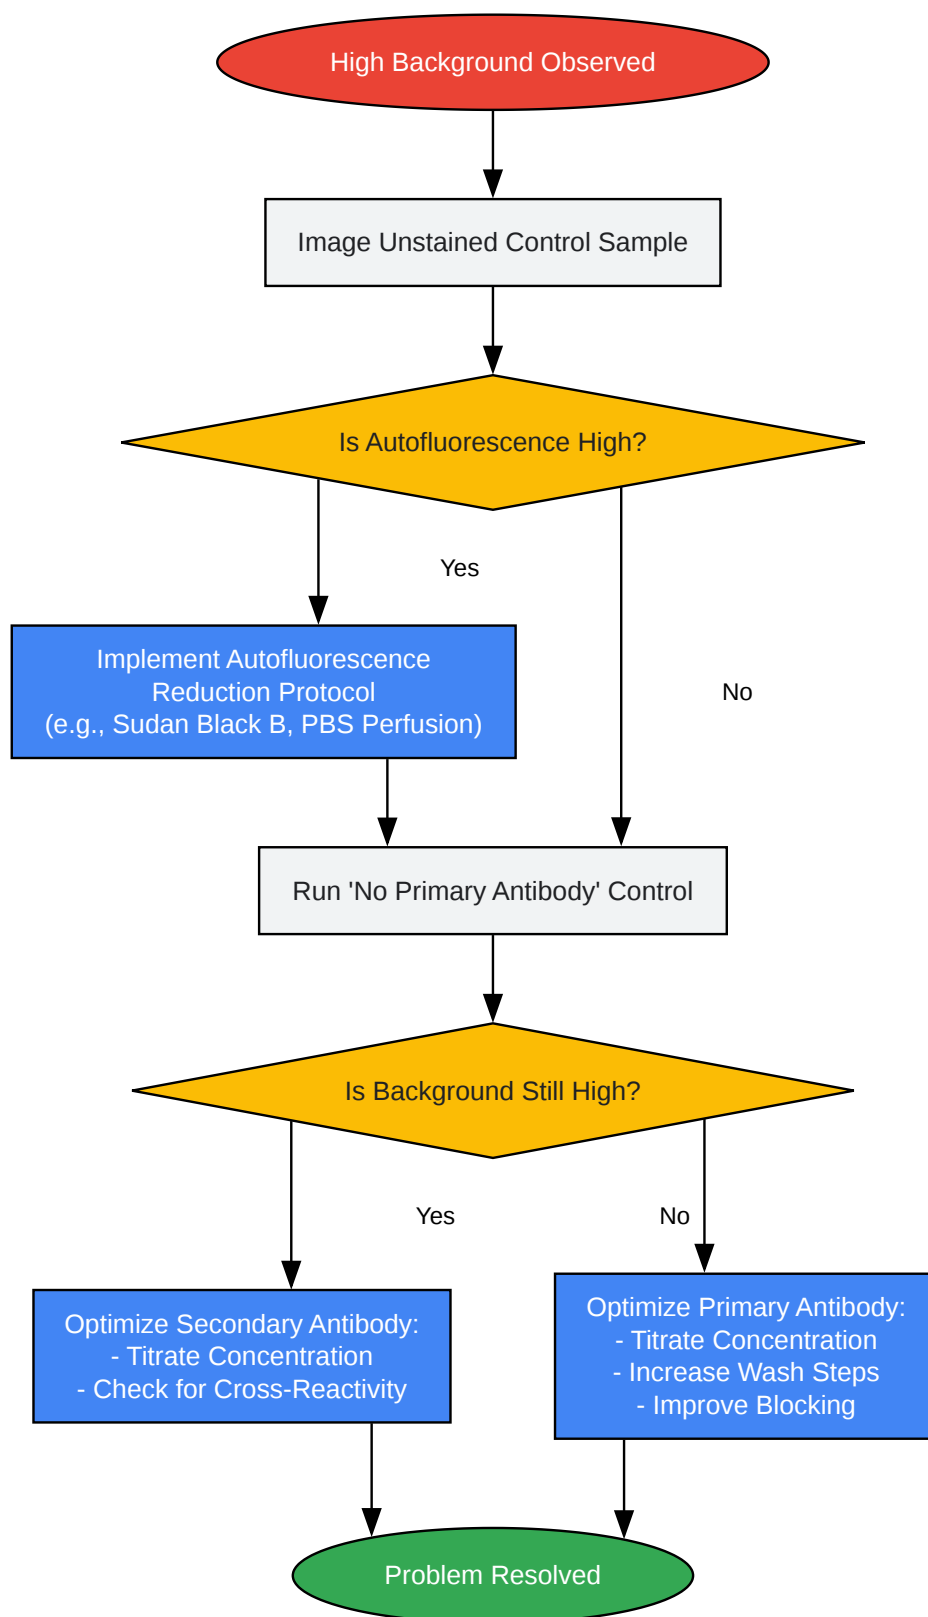 High Background Observed
Image Unstained Control Sample
Is Autofluorescence High?
Yes
Implement Autofluorescence
Reduction Protocol
(e.g., Sudan Black B, PBS Perfusion)
No
Run 'No Primary Antibody' Control
Is Background Still High?
Yes
No
Optimize Secondary Antibody:
- Titrate Concentration
- Check for Cross-Reactivity
Optimize Primary Antibody:
- Titrate Concentration
- Increase Wash Steps
- Improve Blocking
Problem Resolved